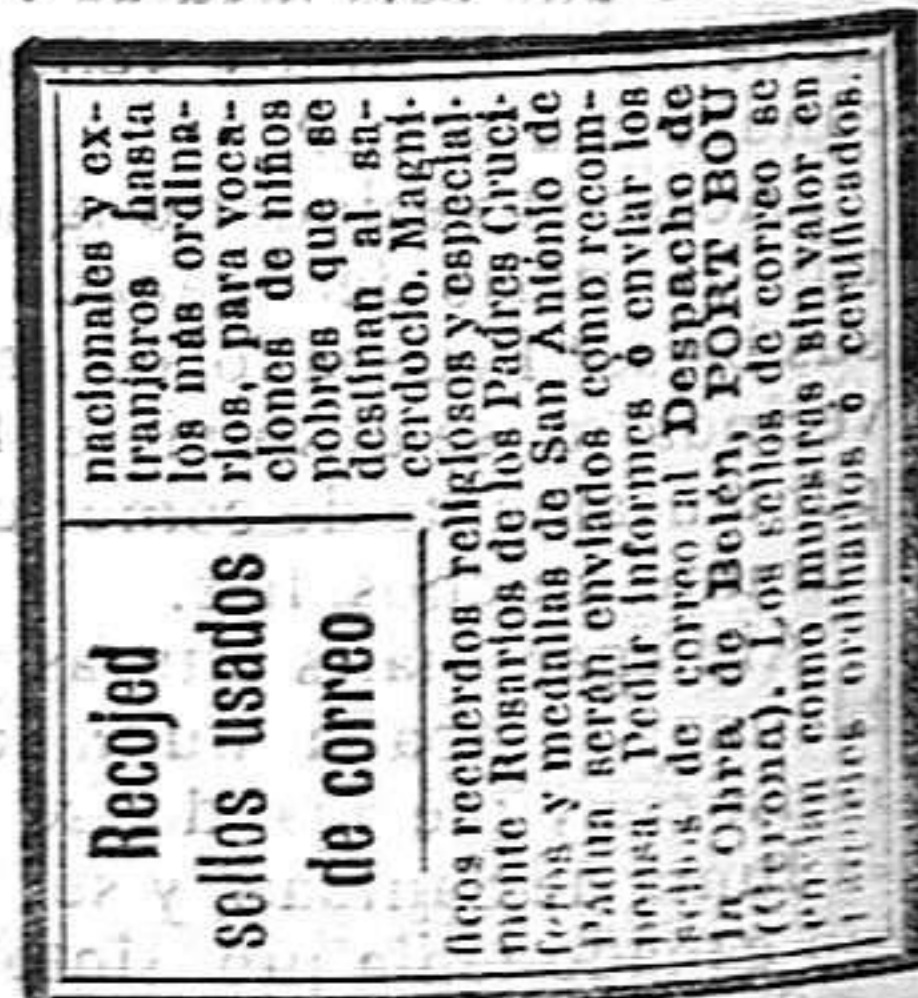 Recojed
sellos usados
de correo
nacionales y ex-
tranjeros hasta
los más ordina-
rios, para voca-
ciones de niños
pobres que se
destinan al sa-
cerdocio. Magní-
ficos recuerdos religiosos y especial-
mente Rosarios de los Padres Cruci-
feros y medallas de San António de
Padua serán enviados cómo recom-
pensa. Pedir informes ó enviar los
sellos de correo al Despacho de
la Obra de Belén, PORT BOU
(Gerona). Los sellos de correo se
envian como muestras sin valor en
ordinarios ó certificados.